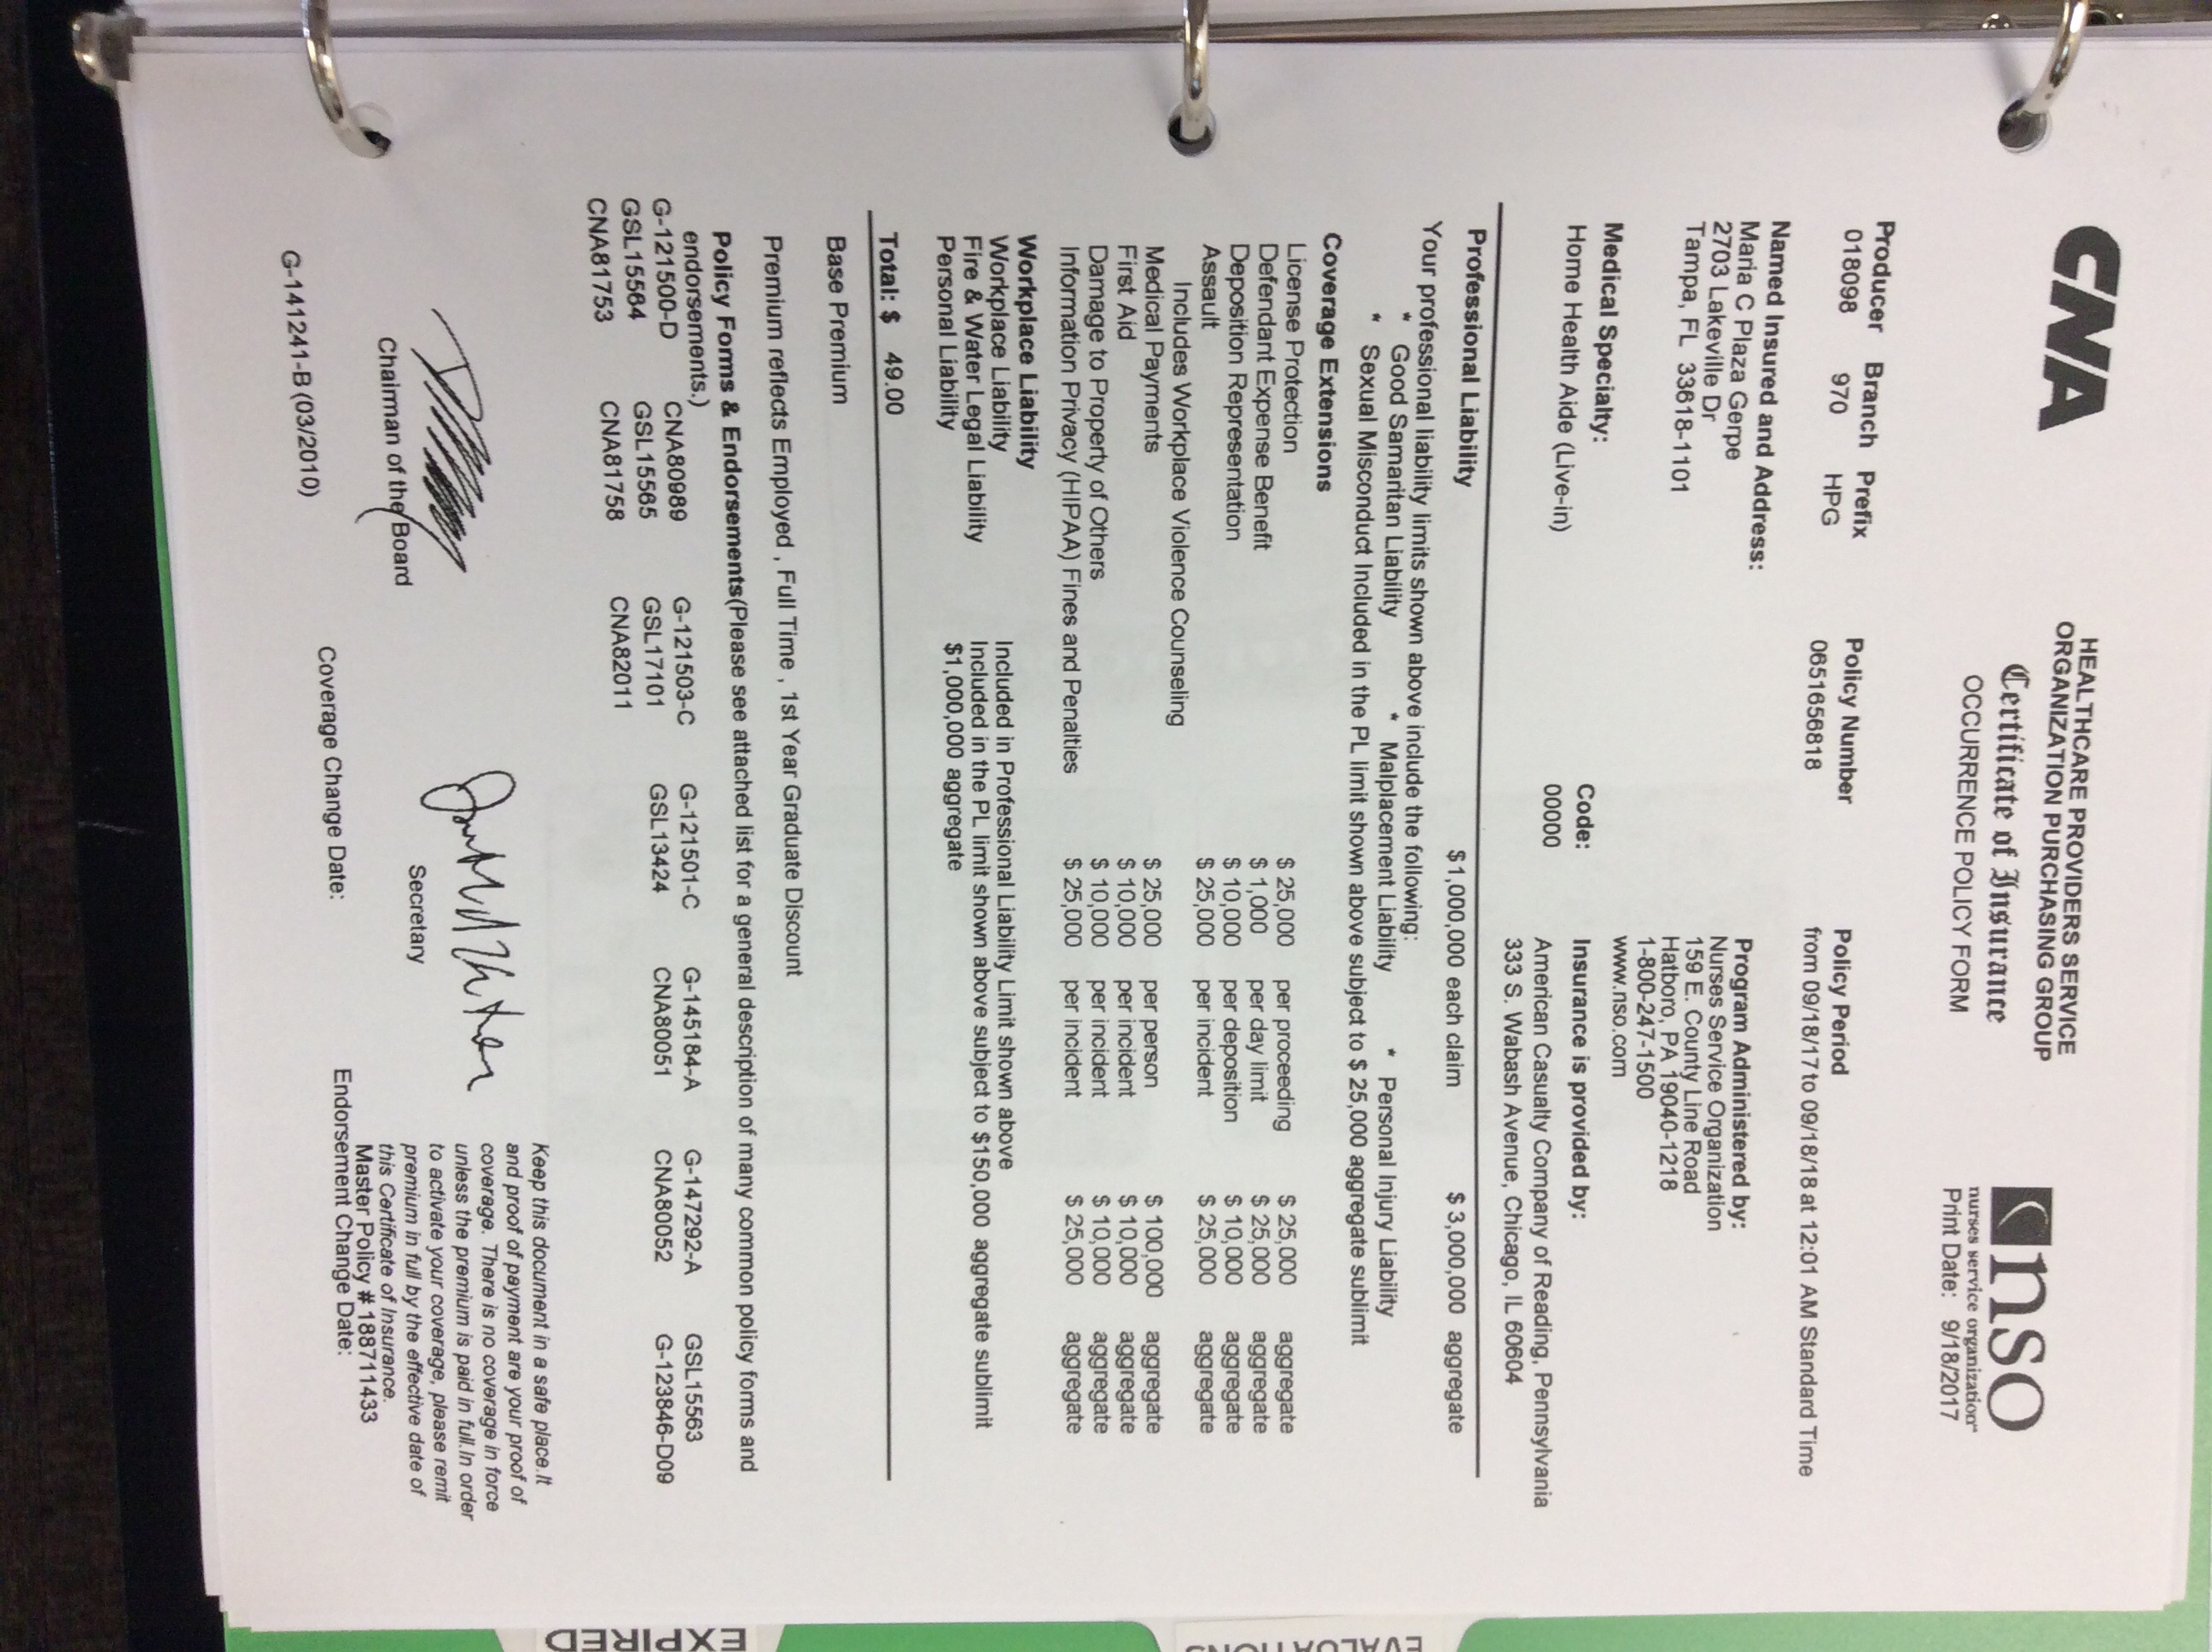 EVALUATIONS
EXPIRED
CNA
HEALTHCARE PROVIDERS SERVICE
ORGANIZATION PURCHASING GROUP
Certificate of Insurance
OCCURRENCE POLICY FORM
nso
nurses service organization
Print Date: 9/18/2017
Producer Branch Prefix Policy Number Policy Period
018098 970 HPG 0651656818 from 09/18/17to 09/18/18 at 12:01 AM Standard Time
Named Insured and Address:
Maria C Plaza Gerpe
2703 Lakeville Dr
Tampa, FL 33618-1101
Program Administered by:
Nurses Service Organization
159 E. County Line Road
Hatboro, PA 19040-1218
1-800-247-1500
www.nso.com
Medical Specialty: Code:
Home Health Aide (Live-in) 00000
Insurance is provided by:
American Casualty Company of Reading, Pennsylvania
333 S. Wabash Avenue, Chicago, IL 60604
Professional Liability $1,000,000 each claim $ 3,000,000 aggregate
Your professional liability limits shown above include the following:
* Good Samaritan Liability * Malplacement Liability * Personal Injury Liability
* Sexual Misconduct Included in the PL limit shown above subject to $ 25,000 aggregate sublimit
Coverage Extensions
License Protection $ 25,000 per proceeding $ 25,000 aggregate
Defendant Expense Benefit $ 1,000 per day limit $ 25,000 aggregate
Deposition Representation $ 10,000 per deposition $ 10,000 aggregate
Assault $ 25,000 per incident $ 25,000 aggregate
Includes Workplace Violence Counseling
Medical Payments $ 25,000 per person $ 100,000 aggregate
First Aid $ 10,000 per incident $ 10,000 aggregate
Damage to Property of Others $ 10,000 per incident $ 10,000 aggregate
Information Privacy (HIPAA) Fines and Penalties $ 25,000 per incident $ 25,000 aggregate
Workplace Liability
Workplace Liability Included in Professional Liability Limit shown above
Fire & Water Legal Liability Included in the PL limit shown above subject to $150,000 aggregate sublimit
Personal Liability $1,000,000 aggregate
Total: $ 49.00
Base Premium
Premium reflects Employed , Full Time , 1st Year Graduate Discount
Policy Forms & Endorsements(Please see attached list for a general description of many common policy forms and
endorsements.)
G-121500-D CNA80989 G-121503-C G-121501-C G-145184-A G-147292-A GSL15563
GSL15564 GSL15565 GSL17101 GSL13424 CNA80051 CNA80052 G-123846-D09
CNA81753 CNA81758 CNA82011
Chairman of the Board
Secretary
Keep this document in a safe place.It
and proof of payment are your proof of
coverage. There is no coverage in force
unless the premium is paid in full.In order
to activate your coverage, please remit
premium in full by the effective date of
this Certificate of Insurance.
Master Policy # 188711433
G-141241-B (03/2010) Coverage Change Date: Endorsement Change Date: